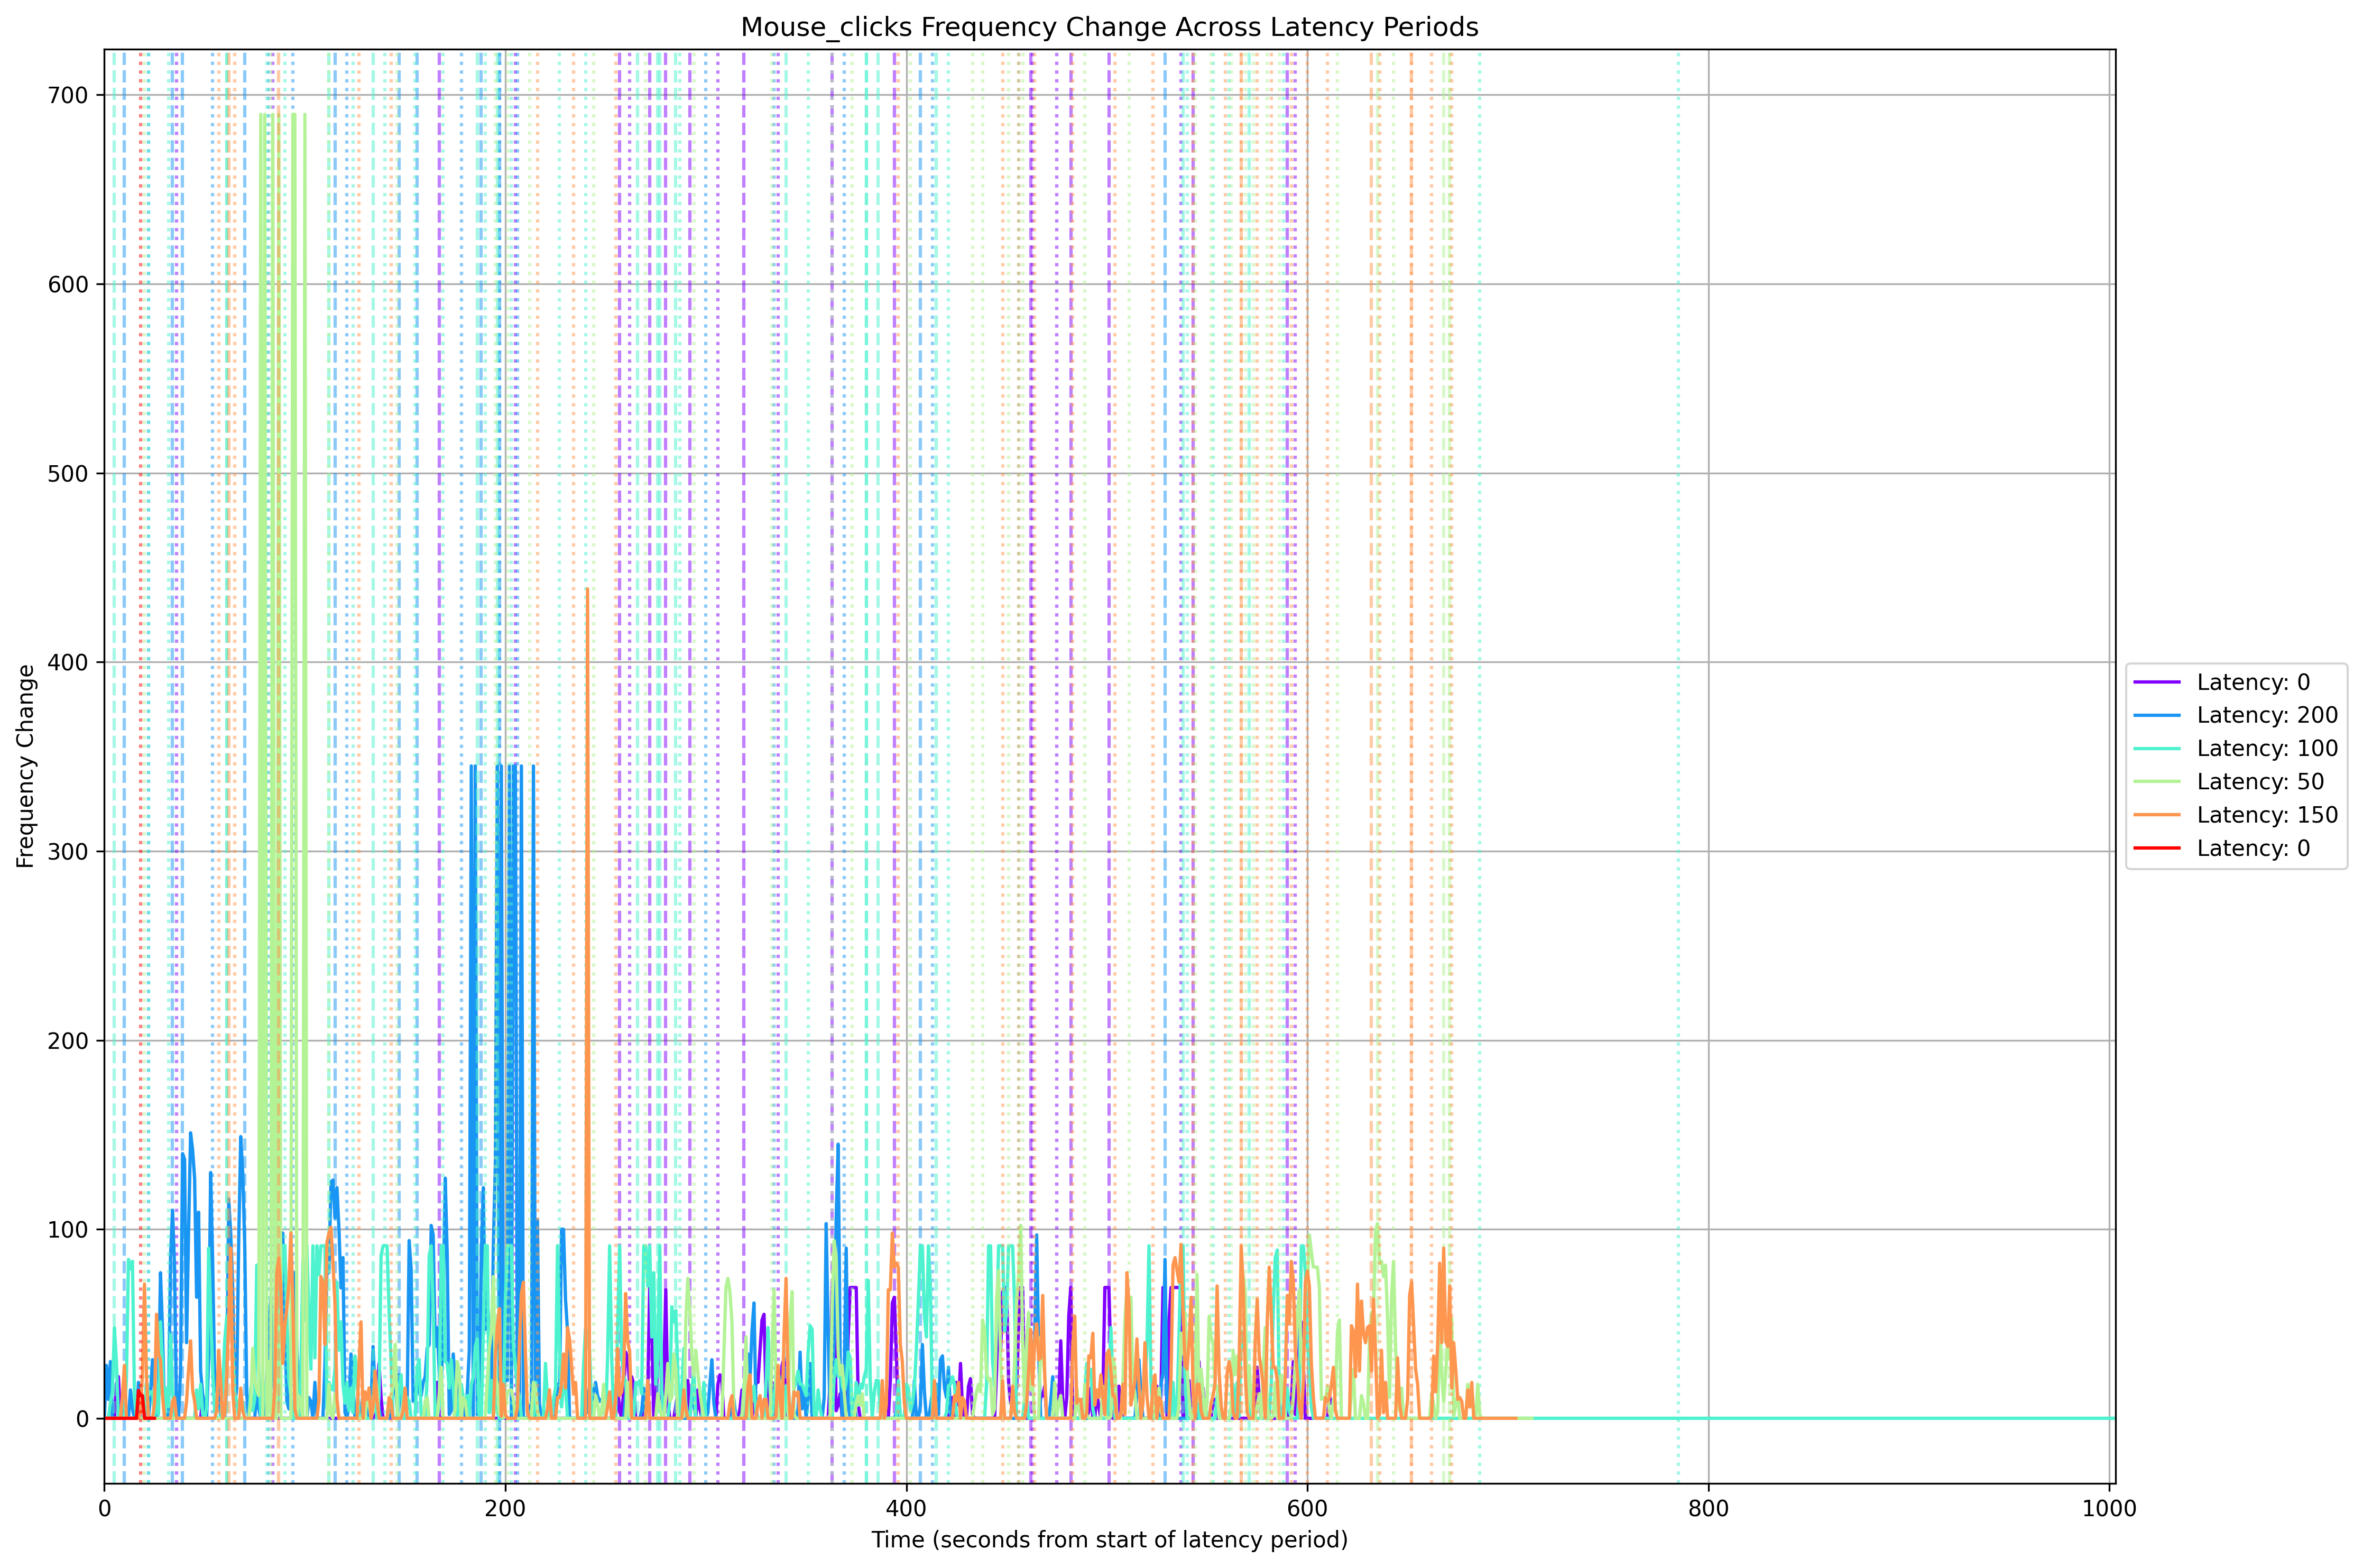 Mouse_clicks Frequency Change Across Latency Periods
700
600
500
400
300
200
100
0
Frequency Change
0
200
400
600
800
1000
Time (seconds from start of latency period)
Latency: 0
Latency: 200
Latency: 100
Latency: 50
Latency: 150
Latency: 0